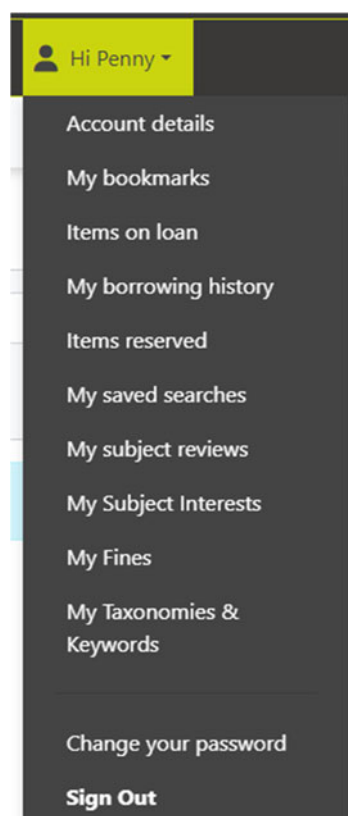 Hi Penny
Account details
My bookmarks
Items on loan
My borrowing history
Items reserved
My saved searches
My subject reviews
My Subject Interests
My Fines
My Taxonomies &
Keywords
Change your password
Sign Out